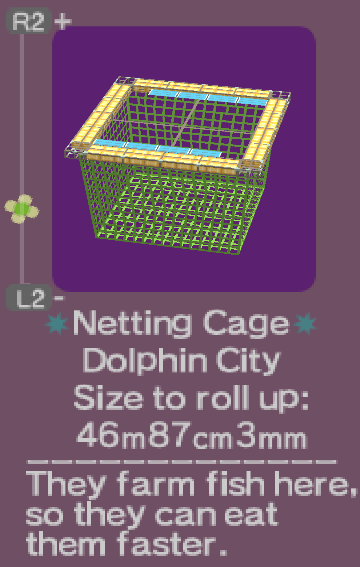 R2 +
L2 -
Netting Cage
Dolphin City
Size to roll up:
46m87cm3mm
They farm fish here,
so they can eat
them faster.